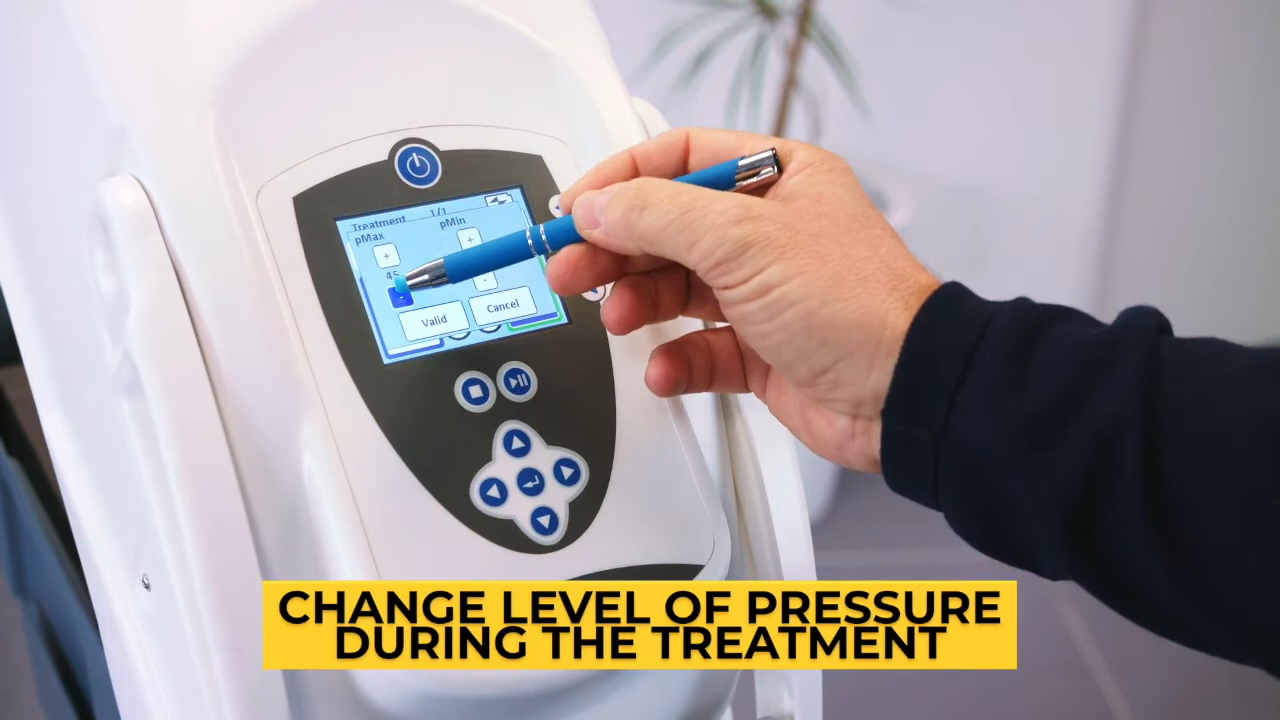 Treatment 1/1
pMax pMin
+ +
45
- -
Valid Cancel
CHANGE LEVEL OF PRESSURE
DURING THE TREATMENT